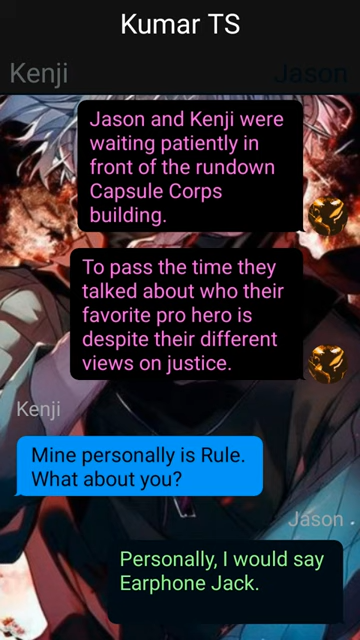 Kumar TS
Kenji
Jason
Jason and Kenji were
waiting patiently in
front of the rundown
Capsule Corps
building.
To pass the time they
talked about who their
favorite pro hero is
despite their different
views on justice.
Kenji
Mine personally is Rule.
What about you?
Jason .
Personally, I would say
Earphone Jack.